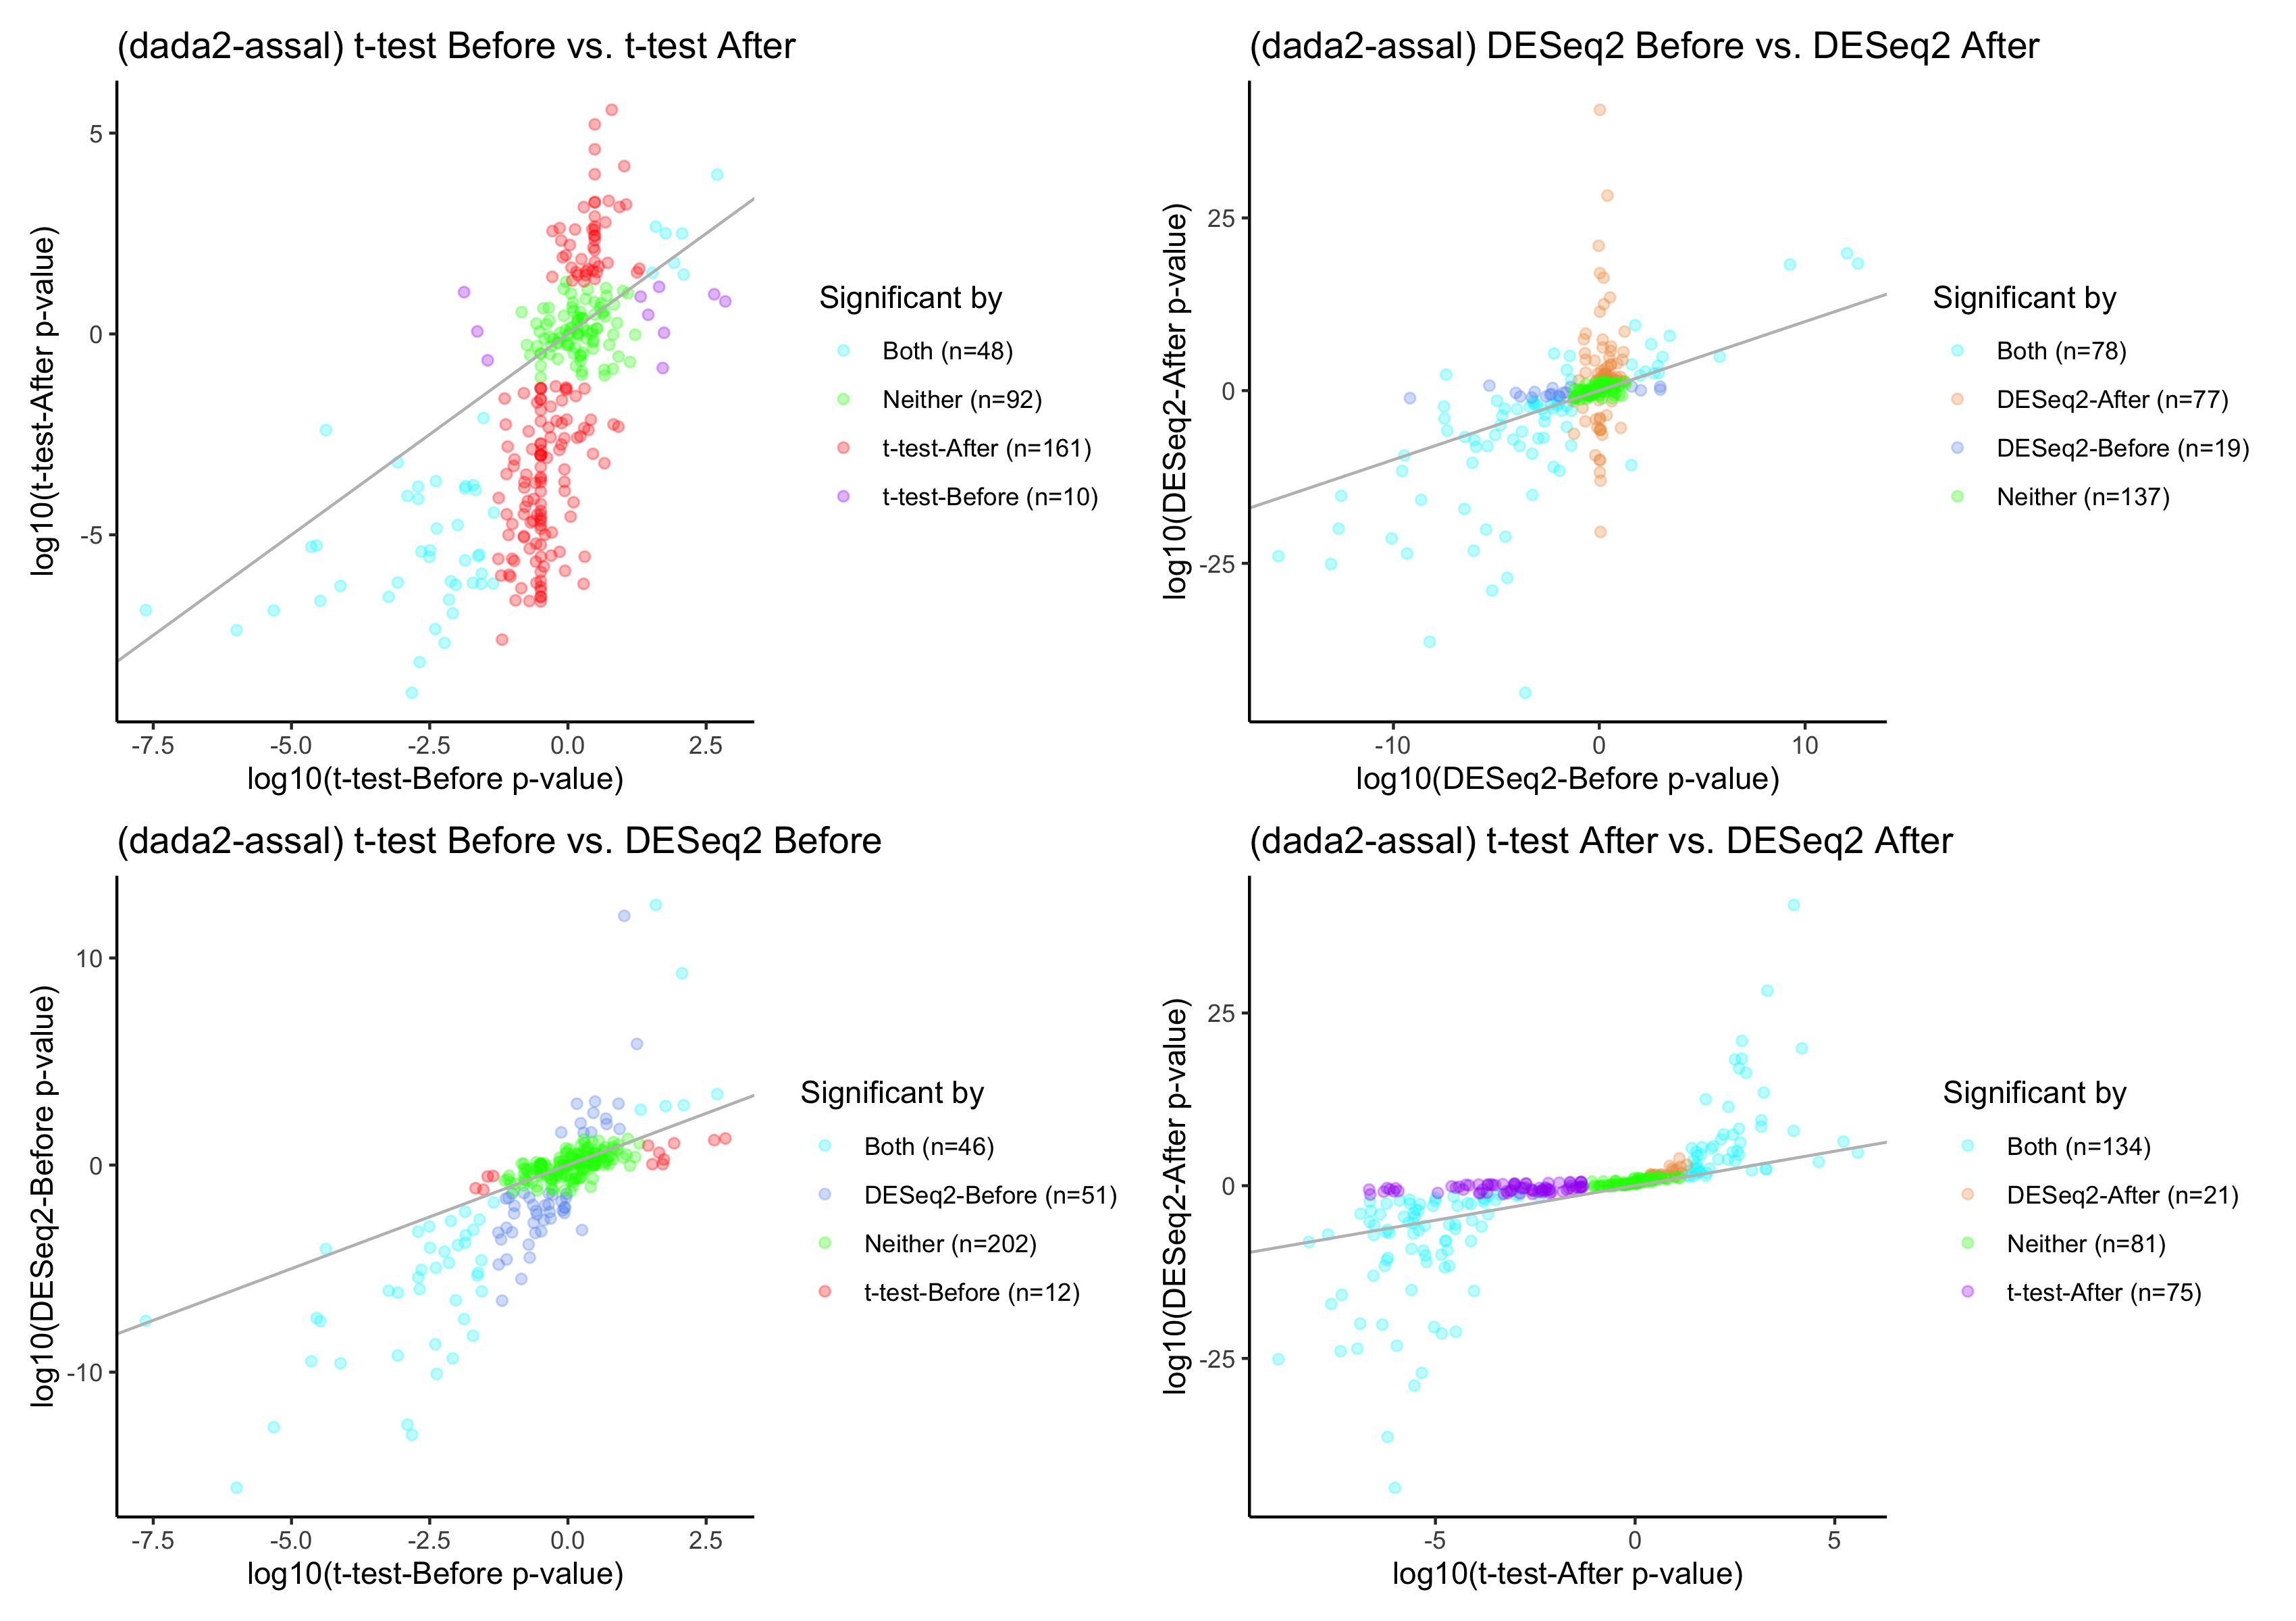 (dada2-assal) t-test Before vs. t-test After
log10(t-test-After p-value)
5
0
-5
-7.5
-5.0
-2.5
0.0
2.5
log10(t-test-Before p-value)
Significant by
Both (n=48)
Neither (n=92)
t-test-After (n=161)
t-test-Before (n=10)
(dada2-assal) DESeq2 Before vs. DESeq2 After
log10(DESeq2-After p-value)
25
0
-25
-10
0
10
log10(DESeq2-Before p-value)
Significant by
Both (n=78)
DESeq2-After (n=77)
DESeq2-Before (n=19)
Neither (n=137)
(dada2-assal) t-test Before vs. DESeq2 Before
log10(DESeq2-Before p-value)
10
0
-10
-7.5
-5.0
-2.5
0.0
2.5
log10(t-test-Before p-value)
Significant by
Both (n=46)
DESeq2-Before (n=51)
Neither (n=202)
t-test-Before (n=12)
(dada2-assal) t-test After vs. DESeq2 After
log10(DESeq2-After p-value)
25
0
-25
-5
0
5
log10(t-test-After p-value)
Significant by
Both (n=134)
DESeq2-After (n=21)
Neither (n=81)
t-test-After (n=75)